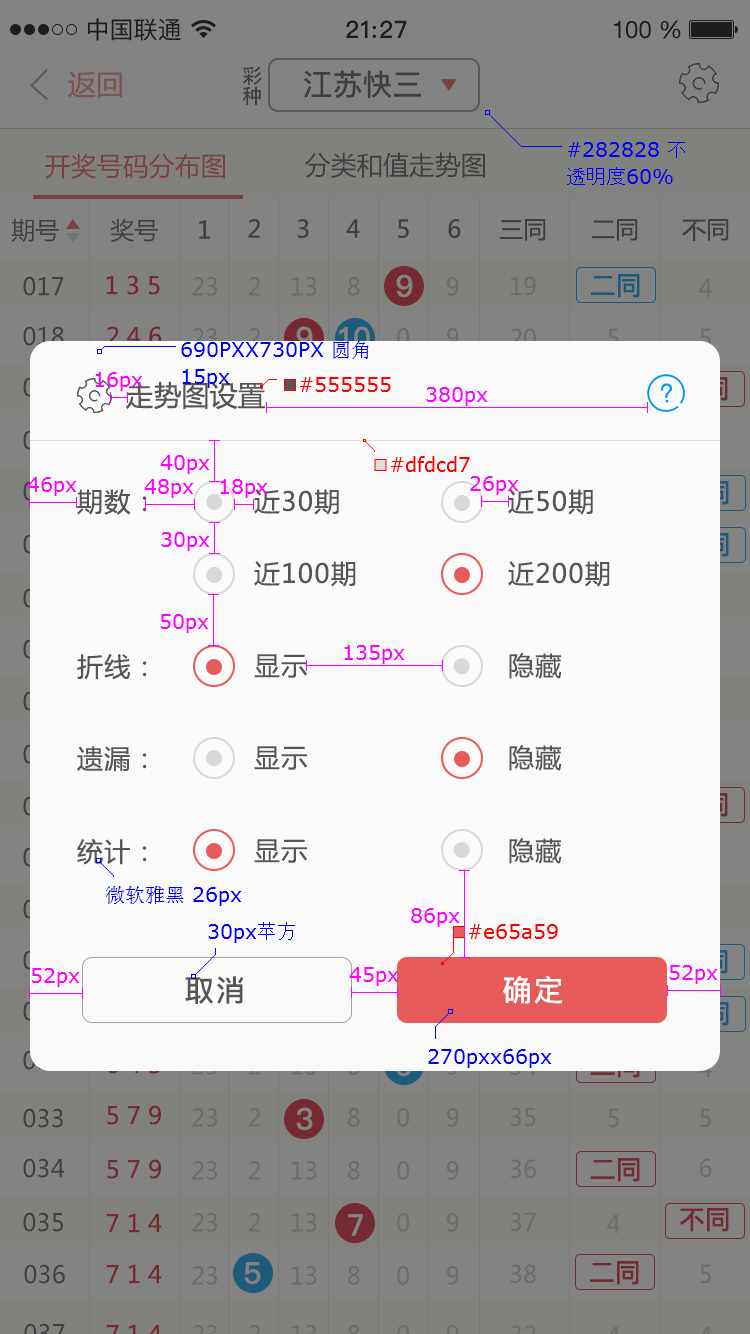 中国联通 21:27 100 %
返回 彩种 江苏快三
#282828 不
透明度60%
开奖号码分布图 分类和值走势图
期号 奖号 1 2 3 4 5 6 三同 二同 不同
017 1 3 5 23 2 13 8 9 9 19 二同 4
018 2 4 6 9 10 0 9 20 5 5
690PXX730PX 圆角
15px
16px 走势图设置 #555555 380px ?
40px #dfdcd7
46px 期数： 48px 18px 近30期 26px 近50期
30px
近100期 近200期
50px
折线： 显示 135px 隐藏
遗漏： 显示 隐藏
统计： 显示 隐藏
微软雅黑 26px
86px
30px苹方 #e65a59
52px 取消 45px 确定 52px
270pxx66px
033 5 7 9 23 2 3 8 0 9 35 5 5
034 5 7 9 23 2 13 8 0 9 36 二同 6
035 7 1 4 23 2 13 7 0 9 37 4 不同
036 7 1 4 23 5 13 8 0 9 38 二同 5